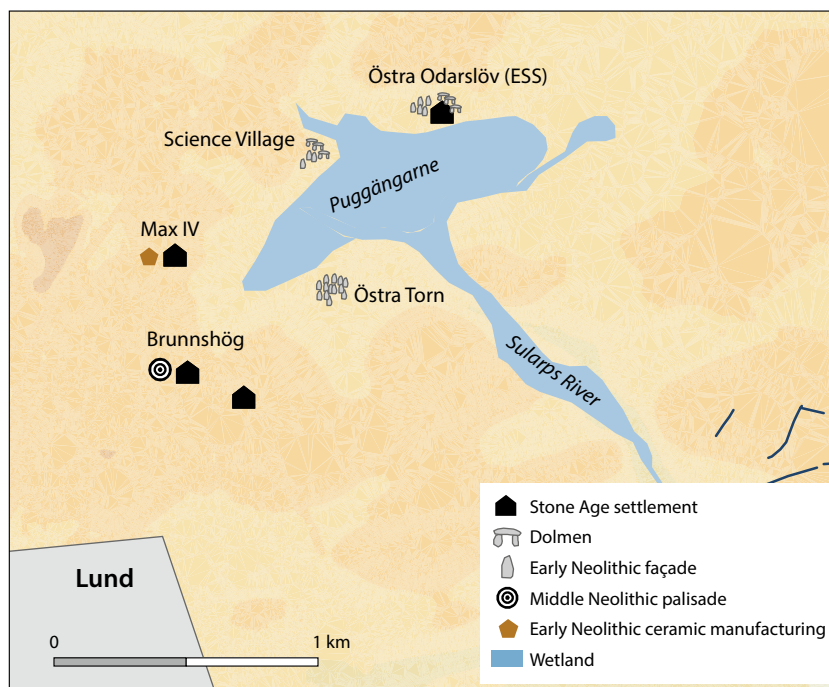 Östra Odarslöv (ESS)
Science Village
Puggängarne
Max IV
Östra Torn
Brunnshög
Sularps River
Lund
0 1 km
Stone Age settlement
Dolmen
Early Neolithic façade
Middle Neolithic palisade
Early Neolithic ceramic manufacturing
Wetland